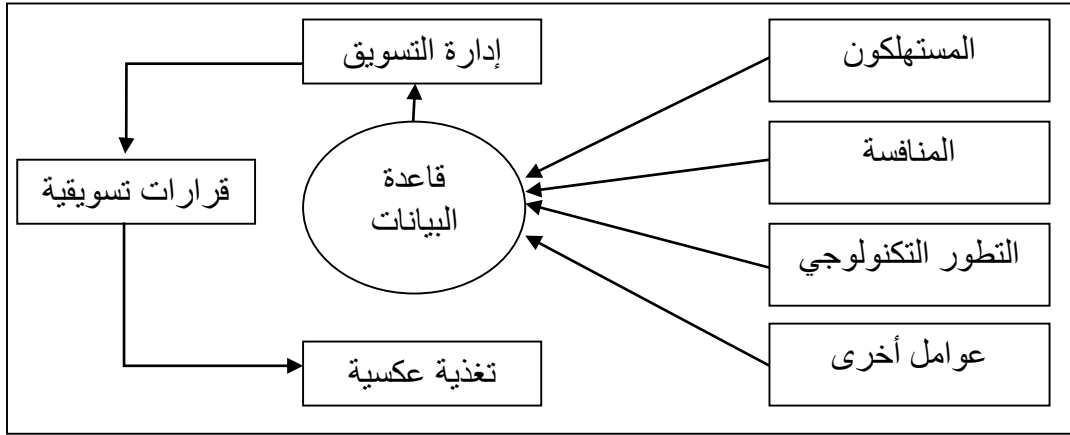 إدارة التسويق
المستهلكون
المنافسة
قاعدة
البيانات
قرارات تسويقية
التطور التكنولوجي
عوامل أخرى
تغذية عكسية